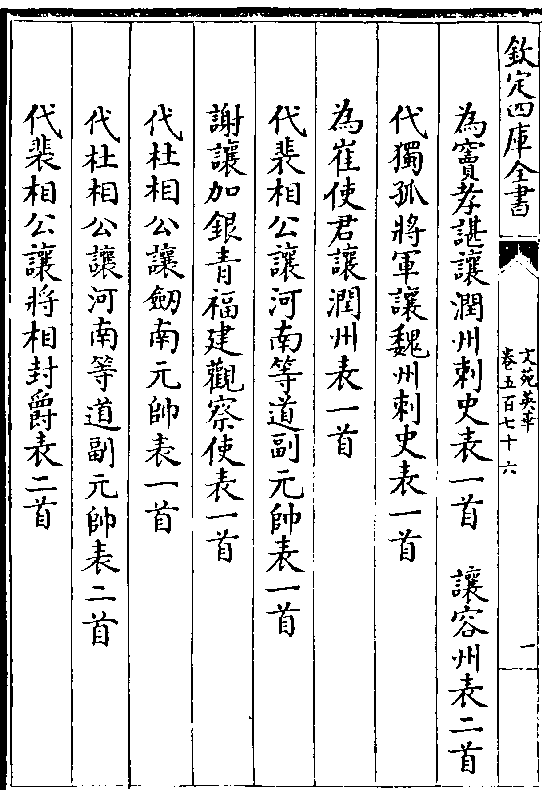 欽定四庫全書
文苑英華
卷五百七十六
一
為竇孝諶讓潤州刺史表一首 讓容州表二首
代獨孤將軍讓魏州刺史表一首
為崔使君讓潤州表一首
代裴相公讓河南等道副元帥表一首
謝讓加銀青福建觀察使表一首
代杜相公讓劒南元帥表一首
代杜相公讓河南等道副元帥表二首
代裴相公讓將相封爵表二首